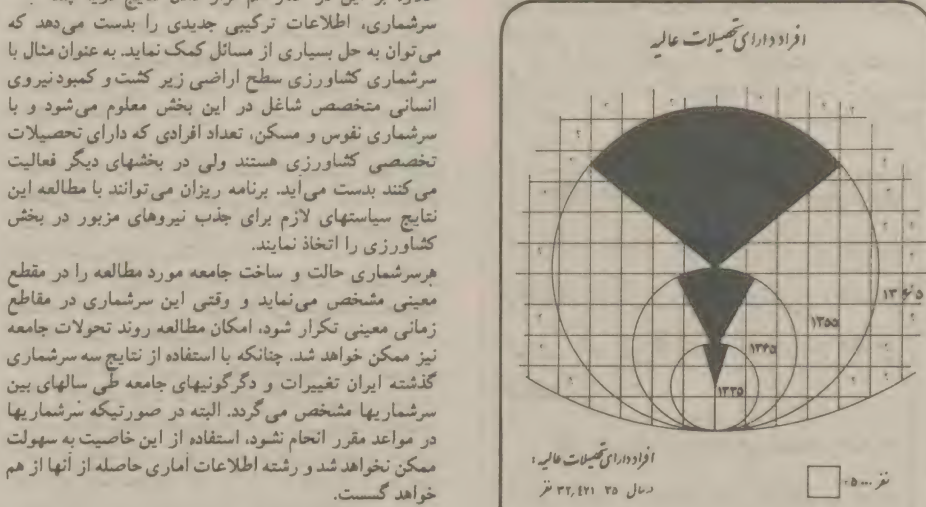 سرشماری، اطلاعات ترکیبی جدیدی را بدست می‌دهد که
می‌توان به حل بسیاری از مسائل کمک نماید. به عنوان مثال با
سرشماری کشاورزی سطح اراضی زیر کشت و کمبود نیروی
انسانی متخصص شاغل در این بخش معلوم می‌شود و با
سرشماری نفوس و مسکن، تعداد افرادی که دارای تحصیلات
تخصصی کشاورزی هستند ولی در بخشهای دیگر فعالیت
می‌کنند بدست می‌آید. برنامه ریزان می‌توانند با مطالعه این
نتایج سیاستهای لازم برای جذب نیروهای مزبور در بخش
کشاورزی را اتخاذ نمایند.
هرسرشماری حالت و ساخت جامعه مورد مطالعه را در مقطع
معینی مشخص می‌نماید و وقتی این سرشماری در مقاطع
زمانی معینی تکرار شود، امکان مطالعه روند تحولات جامعه
نیز ممکن خواهد شد. چنانکه با استفاده از نتایج سه سرشماری
گذشته ایران تغییرات و دگرگونیهای جامعه طی سالهای بین
سرشماریها مشخص می‌گردد. البته در صورتیکه سرشماریها
در مواعد مقرر انجام نشود، استفاده از این خاصیت به سهولت
ممکن نخواهد شد و رشته اطلاعات آماری حاصله از آنها از هم
خواهد گسست.
افراد دارای تحصیلات عالیه
۱۳۶۵
۱۳۵۵
۱۳۴۵
۱۳۳۵
افراد دارای تحصیلات عالیه :
در سال ۳۵ ۳۲,۴۷۱ نفر
۵۰۰۰ نفر